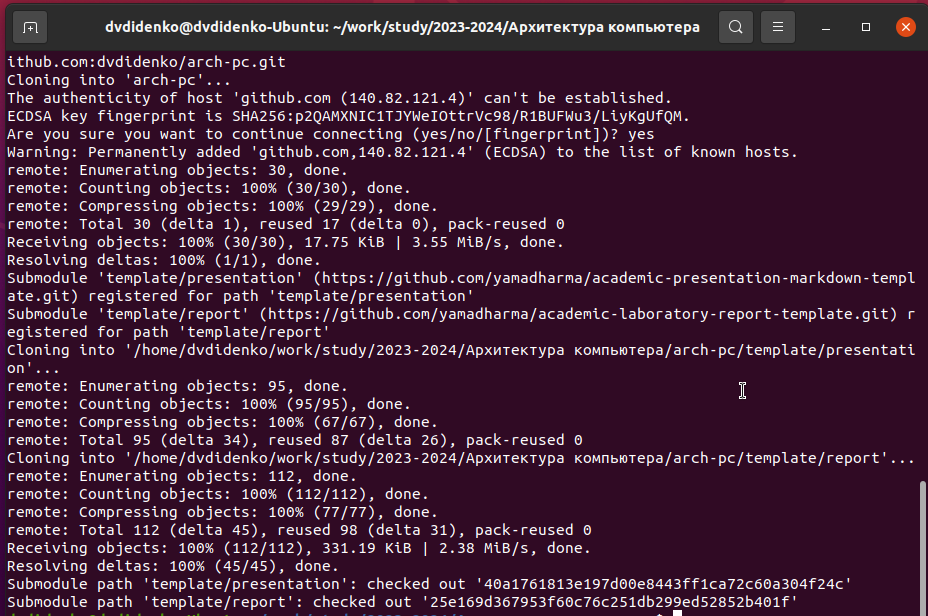 dvdidenko@dvdidenko-Ubuntu: ~/work/study/2023-2024/Архитектура компьютера
ithub.com:dvdidenko/arch-pc.git
Cloning into 'arch-pc'...
The authenticity of host 'github.com (140.82.121.4)' can't be established.
ECDSA key fingerprint is SHA256:p2QAMXNIC1TJYWeIOttrVc98/R1BUFWu3/LiyKgUfQM.
Are you sure you want to continue connecting (yes/no/[fingerprint])? yes
Warning: Permanently added 'github.com,140.82.121.4' (ECDSA) to the list of known hosts.
remote: Enumerating objects: 30, done.
remote: Counting objects: 100% (30/30), done.
remote: Compressing objects: 100% (29/29), done.
remote: Total 30 (delta 1), reused 17 (delta 0), pack-reused 0
Receiving objects: 100% (30/30), 17.75 KiB | 3.55 MiB/s, done.
Resolving deltas: 100% (1/1), done.
Submodule 'template/presentation' (https://github.com/yamadharma/academic-presentation-markdown-templ
ate.git) registered for path 'template/presentation'
Submodule 'template/report' (https://github.com/yamadharma/academic-laboratory-report-template.git) r
egistered for path 'template/report'
Cloning into '/home/dvdidenko/work/study/2023-2024/Архитектура компьютера/arch-pc/template/presentati
on'...
remote: Enumerating objects: 95, done.
remote: Counting objects: 100% (95/95), done.
remote: Compressing objects: 100% (67/67), done.
remote: Total 95 (delta 34), reused 87 (delta 26), pack-reused 0
Cloning into '/home/dvdidenko/work/study/2023-2024/Архитектура компьютера/arch-pc/template/report'...
remote: Enumerating objects: 112, done.
remote: Counting objects: 100% (112/112), done.
remote: Compressing objects: 100% (77/77), done.
remote: Total 112 (delta 45), reused 98 (delta 31), pack-reused 0
Receiving objects: 100% (112/112), 331.19 KiB | 2.38 MiB/s, done.
Resolving deltas: 100% (45/45), done.
Submodule path 'template/presentation': checked out '40a1761813e197d00e8443ff1ca72c60a304f24c'
Submodule path 'template/report': checked out '25e169d367953f60c76c251db299ed52852b401f'